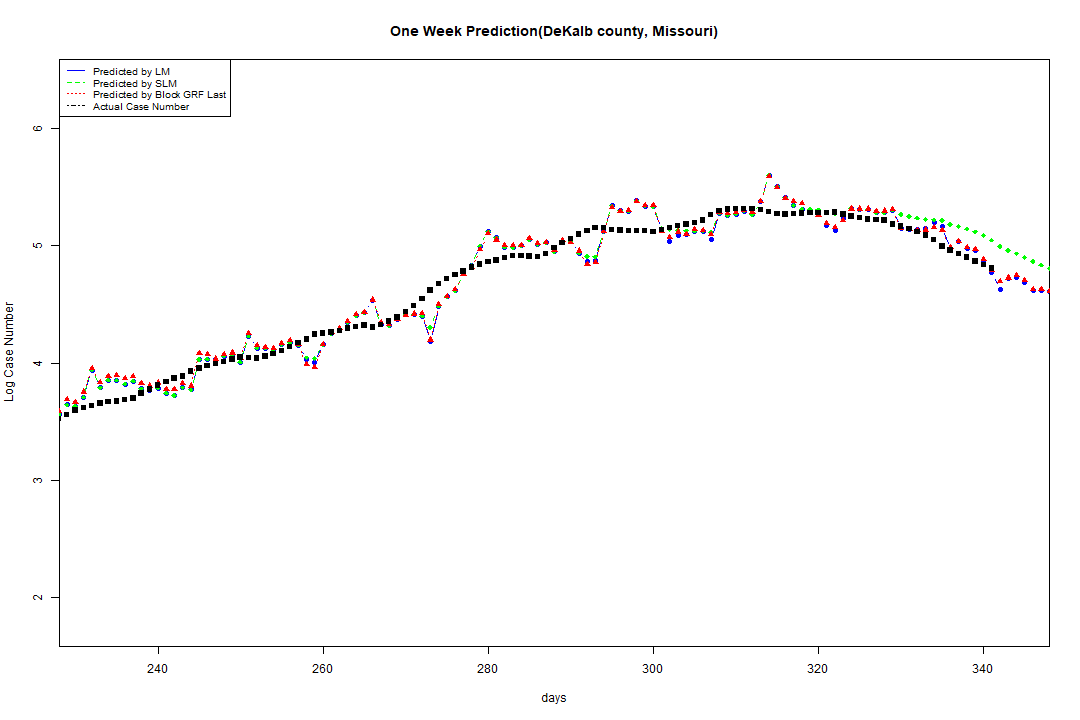 One Week Prediction(DeKalb county, Missouri)
Predicted by LM
Predicted by SLM
Predicted by Block GRF Last
Actual Case Number
Log Case Number
6
5
4
3
2
240 260 280 300 320 340
days